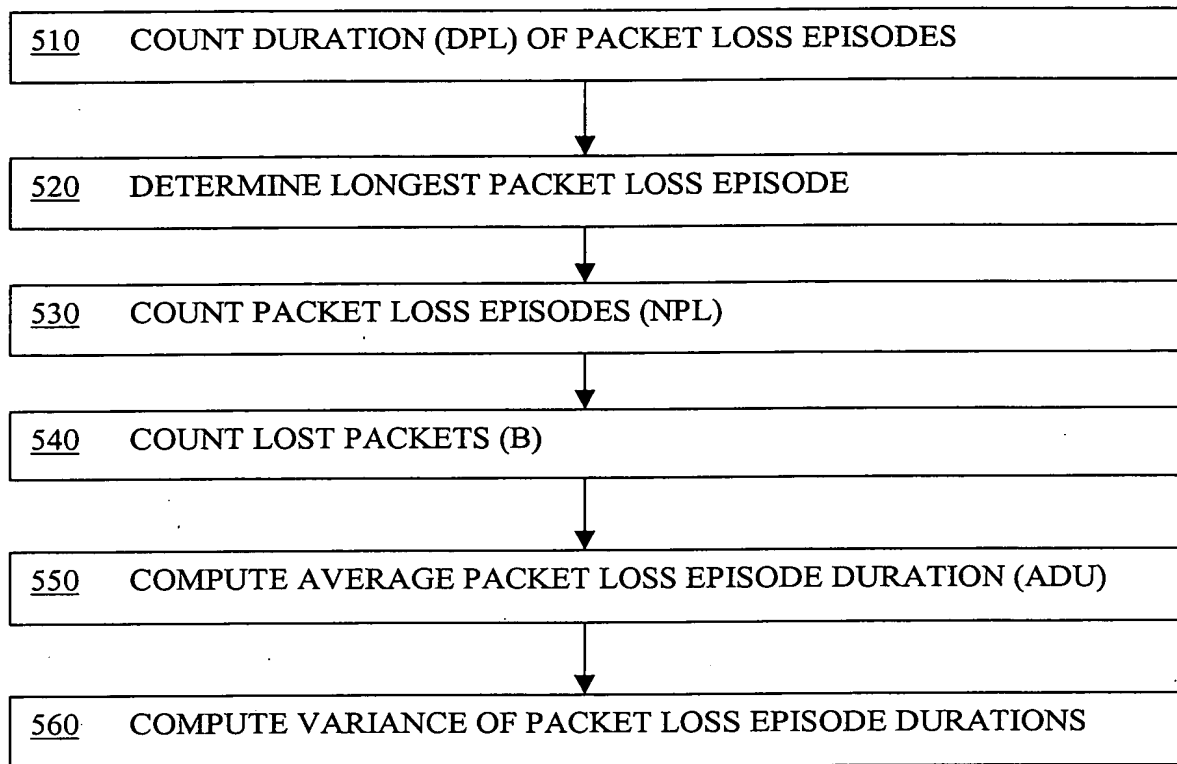 510 COUNT DURATION (DPL) OF PACKET LOSS EPISODES
520 DETERMINE LONGEST PACKET LOSS EPISODE
530 COUNT PACKET LOSS EPISODES (NPL)
540 COUNT LOST PACKETS (B)
550 COMPUTE AVERAGE PACKET LOSS EPISODE DURATION (ADU)
560 COMPUTE VARIANCE OF PACKET LOSS EPISODE DURATIONS